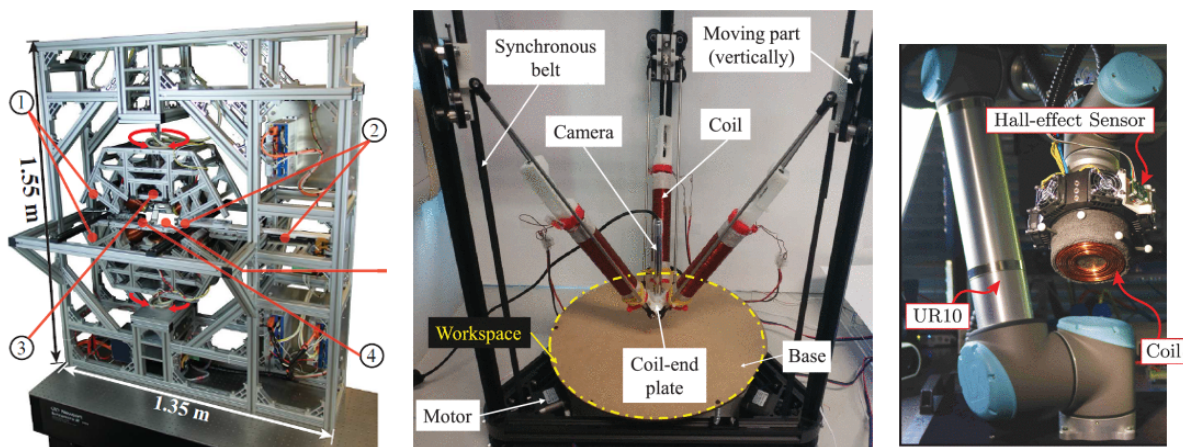 ①
②
1.55 m
③
④
1.35 m
Synchronous
belt
Moving part
(vertically)
Camera
Coil
Workspace
Coil-end
plate
Base
Motor
Hall-effect Sensor
UR10
Coil